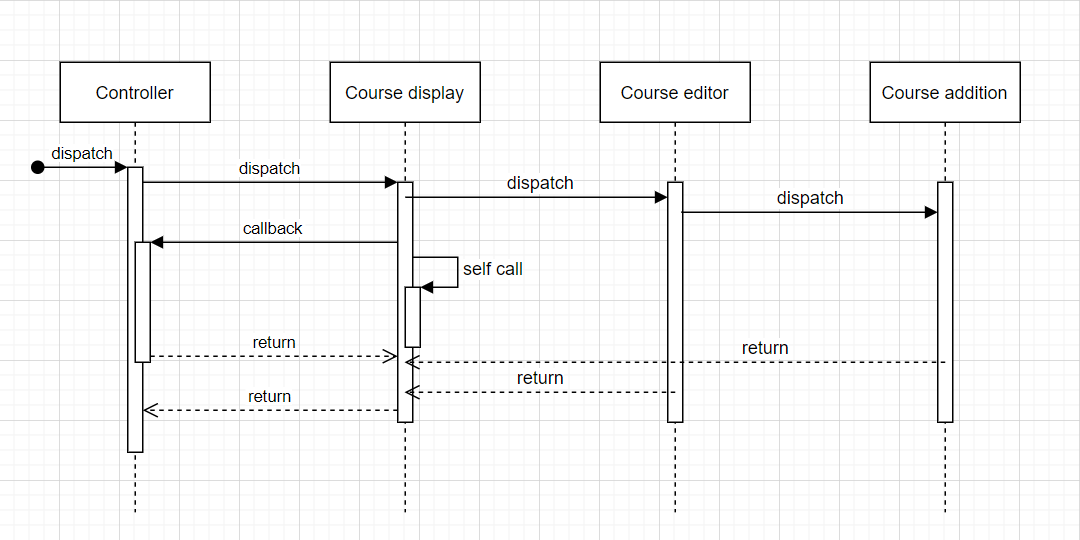 Controller
Course display
Course editor
Course addition
dispatch
dispatch
dispatch
dispatch
callback
self call
return
return
return
return